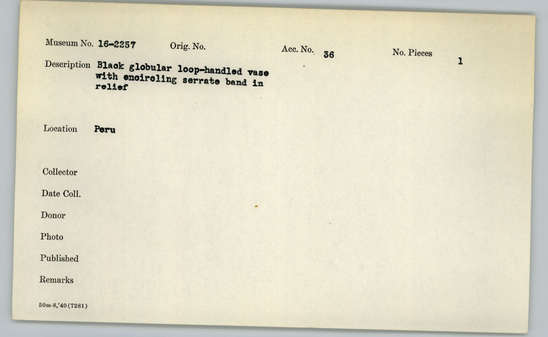 Museum No. 16-2257 Orig. No. Acc. No. 36 No. Pieces 1
Description Black globular loop-handled vase
with encircling serrate band in
relief
Location Peru
Collector
Date Coll.
Donor
Photo
Published
Remarks
50m-8,'40(7281)